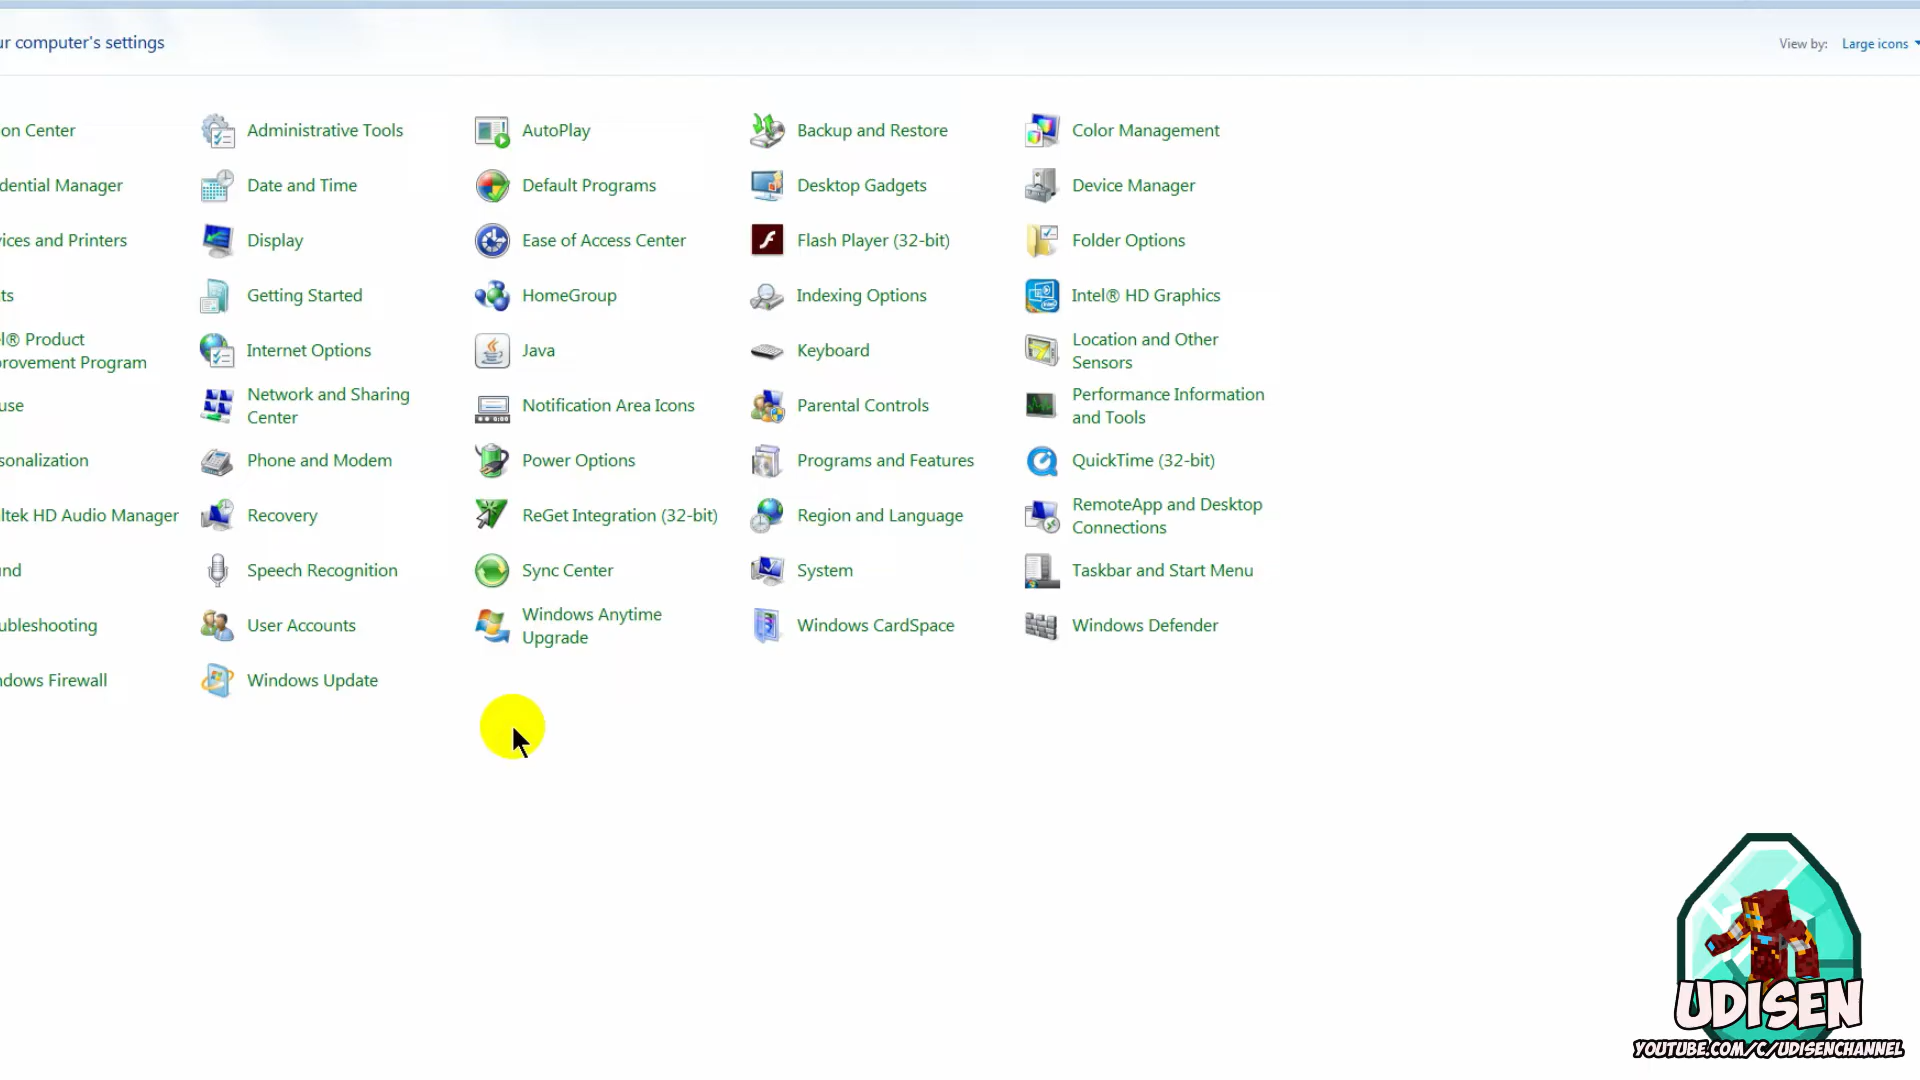 ur computer's settings
View by: Large icons
on Center
Administrative Tools
AutoPlay
Backup and Restore
Color Management
dential Manager
Date and Time
Default Programs
Desktop Gadgets
Device Manager
ices and Printers
Display
Ease of Access Center
Flash Player (32-bit)
Folder Options
ts
Getting Started
HomeGroup
Indexing Options
Intel® HD Graphics
l® Product
rovement Program
Internet Options
Java
Keyboard
Location and Other
Sensors
use
Network and Sharing
Center
Notification Area Icons
Parental Controls
Performance Information
and Tools
sonalization
Phone and Modem
Power Options
Programs and Features
QuickTime (32-bit)
ltek HD Audio Manager
Recovery
ReGet Integration (32-bit)
Region and Language
RemoteApp and Desktop
Connections
nd
Speech Recognition
Sync Center
System
Taskbar and Start Menu
ubleshooting
User Accounts
Windows Anytime
Upgrade
Windows CardSpace
Windows Defender
dows Firewall
Windows Update
UDISEN
YOUTUBE.COM/C/UDISENCHANNEL